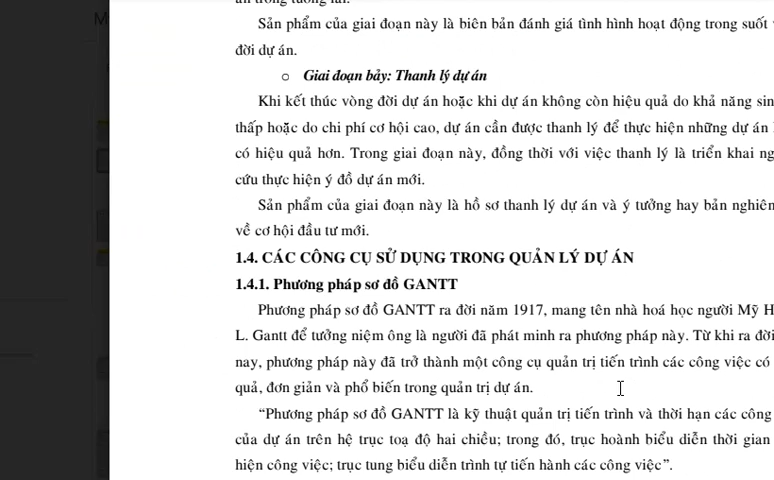 Sản phẩm của giai đoạn này là biên bản đánh giá tình hình hoạt động trong suốt
đời dự án.
○ Giai đoạn bảy: Thanh lý dự án
Khi kết thúc vòng đời dự án hoặc khi dự án không còn hiệu quả do khả năng sin
thấp hoặc do chi phí cơ hội cao, dự án cần được thanh lý để thực hiện những dự án
có hiệu quả hơn. Trong giai đoạn này, đồng thời với việc thanh lý là triển khai ng
cứu thực hiện ý đồ dự án mới.
Sản phẩm của giai đoạn này là hồ sơ thanh lý dự án và ý tưởng hay bản nghiên
về cơ hội đầu tư mới.
1.4. CÁC CÔNG CỤ SỬ DỤNG TRONG QUẢN LÝ DỰ ÁN
1.4.1. Phương pháp sơ đồ GANTT
Phương pháp sơ đồ GANTT ra đời năm 1917, mang tên nhà hoá học người Mỹ H
L. Gantt để tưởng niệm ông là người đã phát minh ra phương pháp này. Từ khi ra đời
nay, phương pháp này đã trở thành một công cụ quản trị tiến trình các công việc có
quả, đơn giản và phổ biến trong quản trị dự án.
“Phương pháp sơ đồ GANTT là kỹ thuật quản trị tiến trình và thời hạn các công
của dự án trên hệ trục toạ độ hai chiều; trong đó, trục hoành biểu diễn thời gian
hiện công việc; trục tung biểu diễn trình tự tiến hành các công việc”.